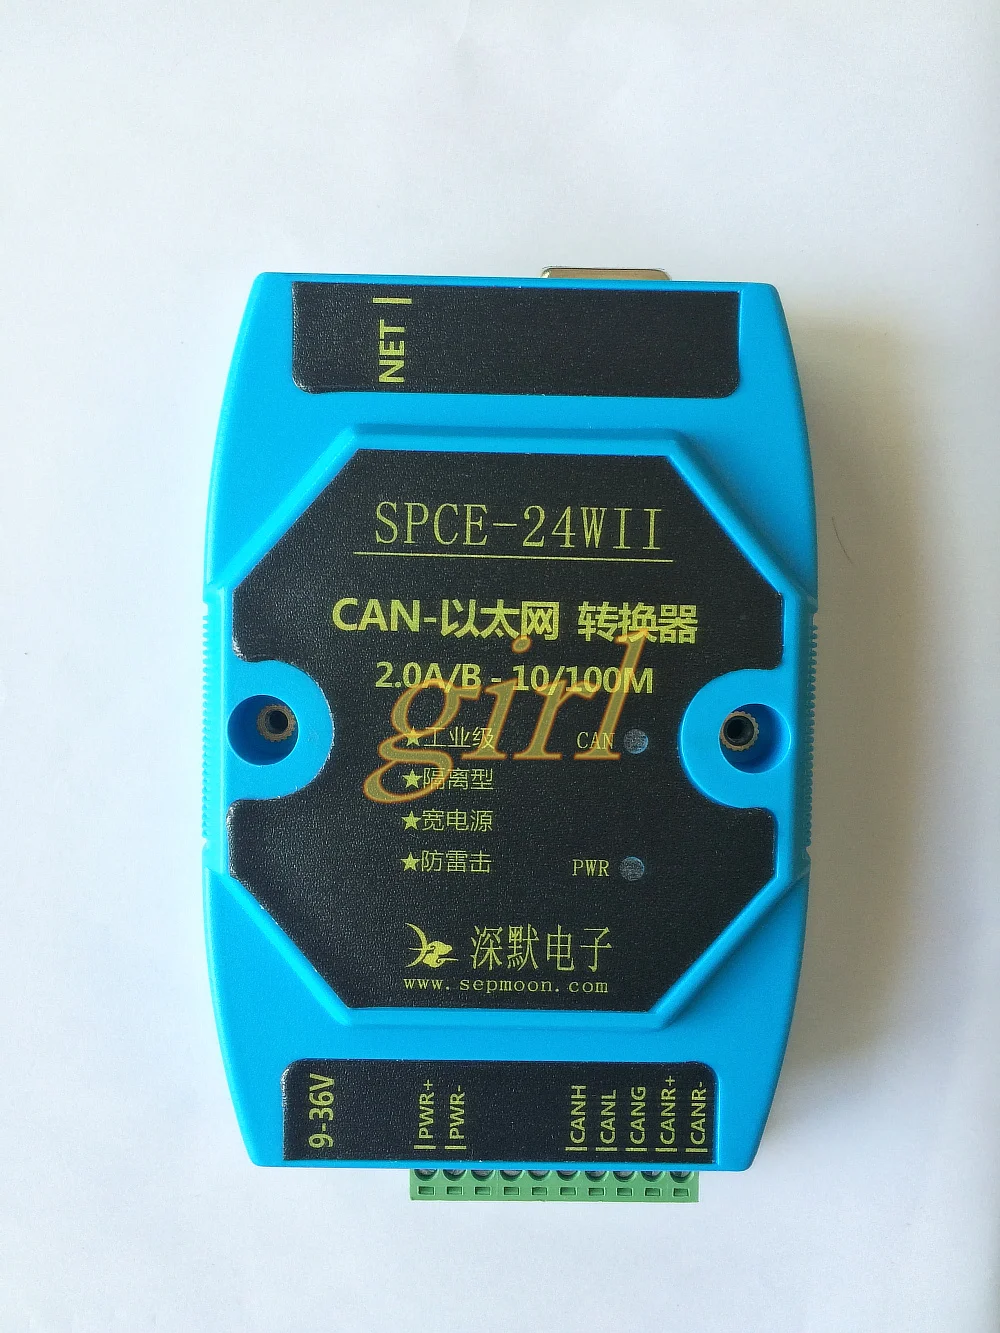 NET
SPCE-24WII
CAN-以太网 转换器
2.0A/B - 10/100M
girl
★工业级 CAN
★隔离型
★宽电源
★防雷击 PWR
深默电子
www.sepmoon.com
9-36V
PWR+
PWR-
CANH
CANL
CANG
CANR+
CANR-